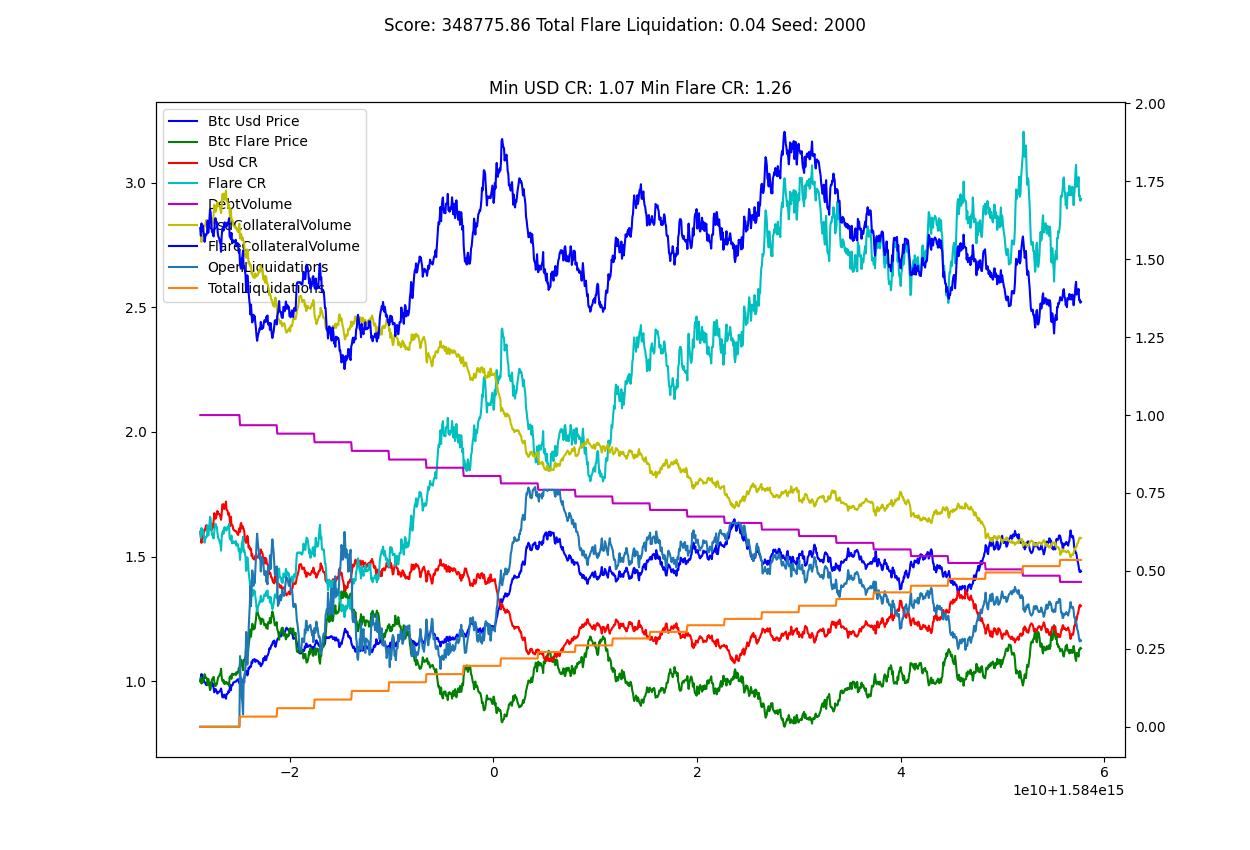 Score: 348775.86 Total Flare Liquidation: 0.04 Seed: 2000
Min USD CR: 1.07 Min Flare CR: 1.26
Btc Usd Price
Btc Flare Price
Usd CR
Flare CR
DebtVolume
UsdCollateralVolume
FlareCollateralVolume
OpenLiquidations
TotalLiquidations
3.0
2.5
2.0
1.5
1.0
2.00
1.75
1.50
1.25
1.00
0.75
0.50
0.25
0.00
−2 0 2 4 6
1e10+1.584e15